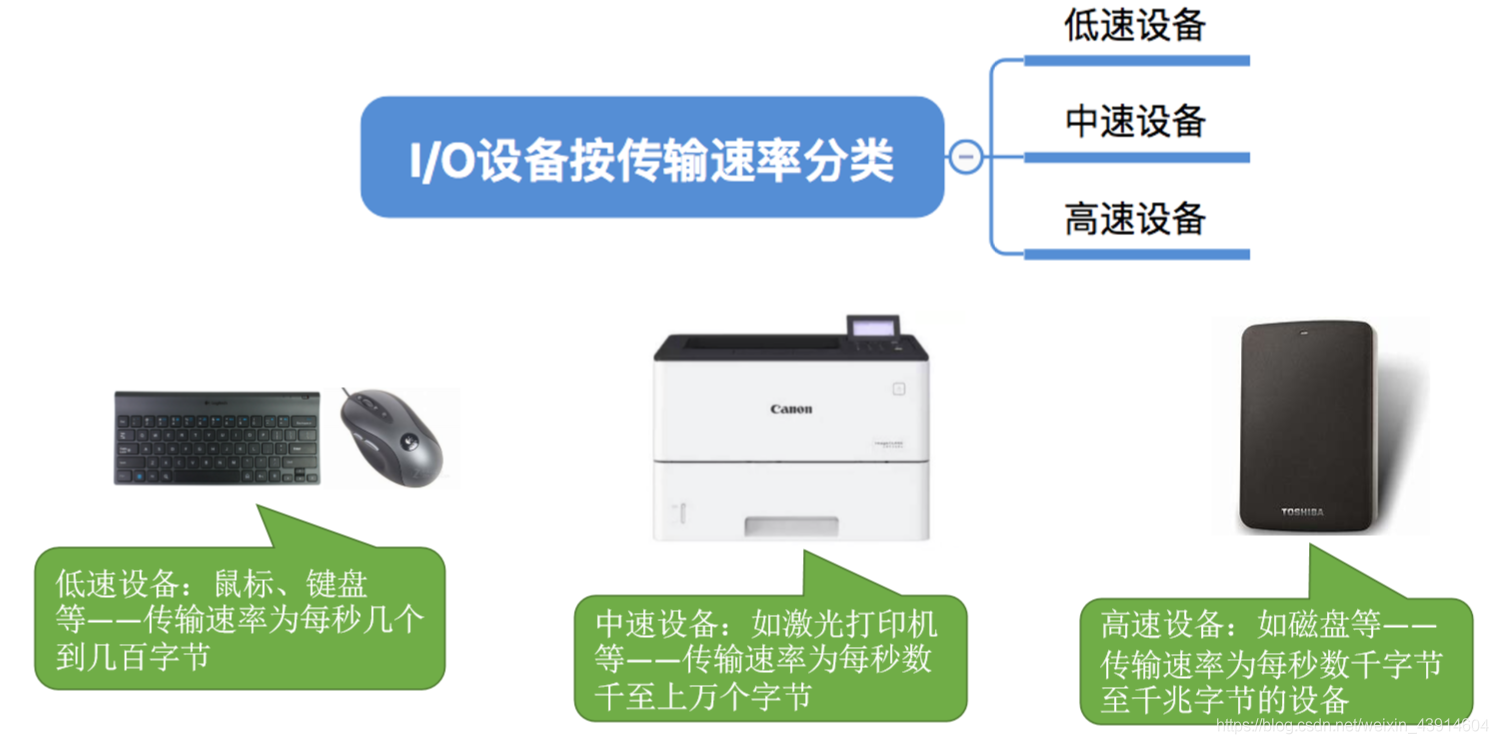 低速设备
I/O设备按传输速率分类
中速设备
高速设备
Canon
TOSHIBA
低速设备：鼠标、键盘
等——传输速率为每秒几个
到几百字节
中速设备：如激光打印机
等——传输速率为每秒数
千至上万个字节
高速设备：如磁盘等——
传输速率为每秒数千字节
至千兆字节的设备
https://blog.csdn.net/weixin_43914604